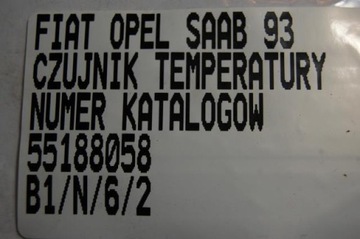 FIAT OPEL SAAB 93
CZUJNIK TEMPERATURY
NUMER KATALOGOW
55188058
B1/N/6/2